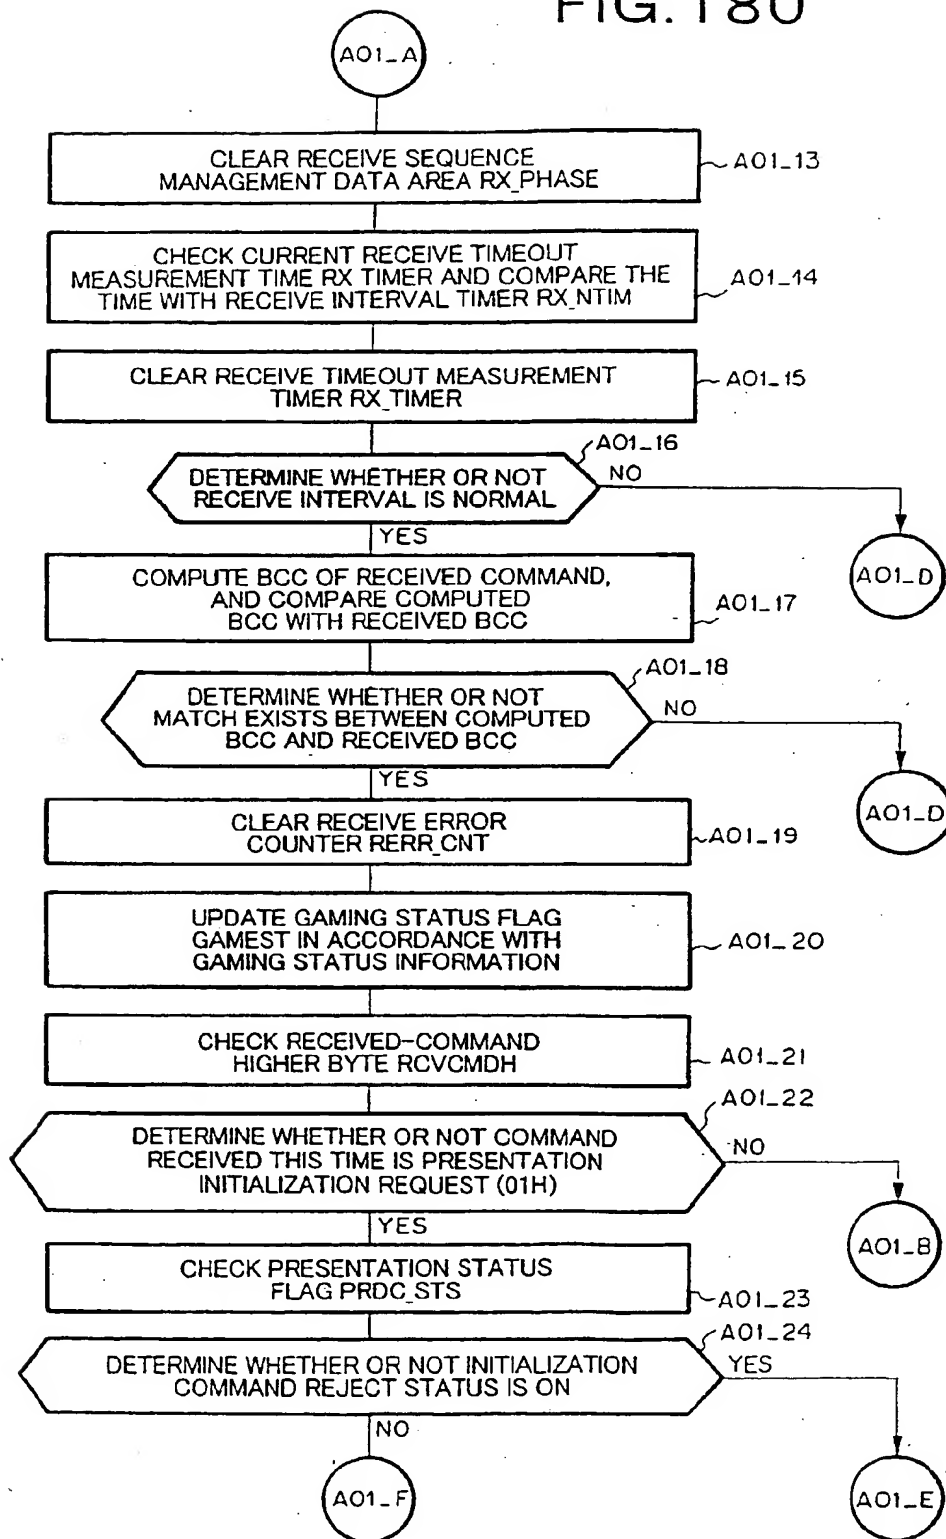 FIG. 180
A01_A
CLEAR RECEIVE SEQUENCE
MANAGEMENT DATA AREA RX_PHASE
A01_13
CHECK CURRENT RECEIVE TIMEOUT
MEASUREMENT TIME RX TIMER AND COMPARE THE
TIME WITH RECEIVE INTERVAL TIMER RX_NTIM
A01_14
CLEAR RECEIVE TIMEOUT MEASUREMENT
TIMER RX_TIMER
A01_15
A01_16
DETERMINE WHETHER OR NOT
RECEIVE INTERVAL IS NORMAL
NO
YES
A01_D
COMPUTE BCC OF RECEIVED COMMAND,
AND COMPARE COMPUTED
BCC WITH RECEIVED BCC
A01_17
A01_18
DETERMINE WHETHER OR NOT
MATCH EXISTS BETWEEN COMPUTED
BCC AND RECEIVED BCC
NO
YES
A01_D
CLEAR RECEIVE ERROR
COUNTER RERR_CNT
A01_19
UPDATE GAMING STATUS FLAG
GAMEST IN ACCORDANCE WITH
GAMING STATUS INFORMATION
A01_20
CHECK RECEIVED-COMMAND
HIGHER BYTE RCVCMDH
A01_21
A01_22
DETERMINE WHETHER OR NOT COMMAND
RECEIVED THIS TIME IS PRESENTATION
INITIALIZATION REQUEST (01H)
NO
YES
A01_B
CHECK PRESENTATION STATUS
FLAG PRDC_STS
A01_23
A01_24
DETERMINE WHETHER OR NOT INITIALIZATION
COMMAND REJECT STATUS IS ON
YES
NO
A01_F
A01_E